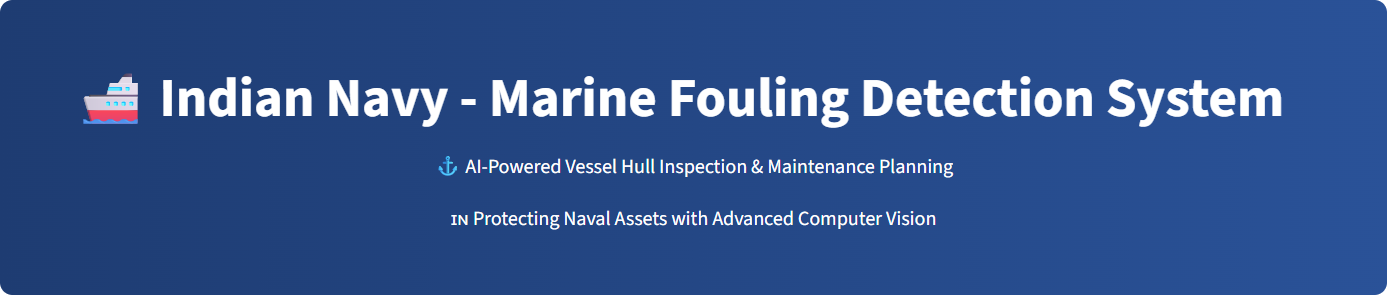 Indian Navy - Marine Fouling Detection System
AI-Powered Vessel Hull Inspection & Maintenance Planning
IN Protecting Naval Assets with Advanced Computer Vision